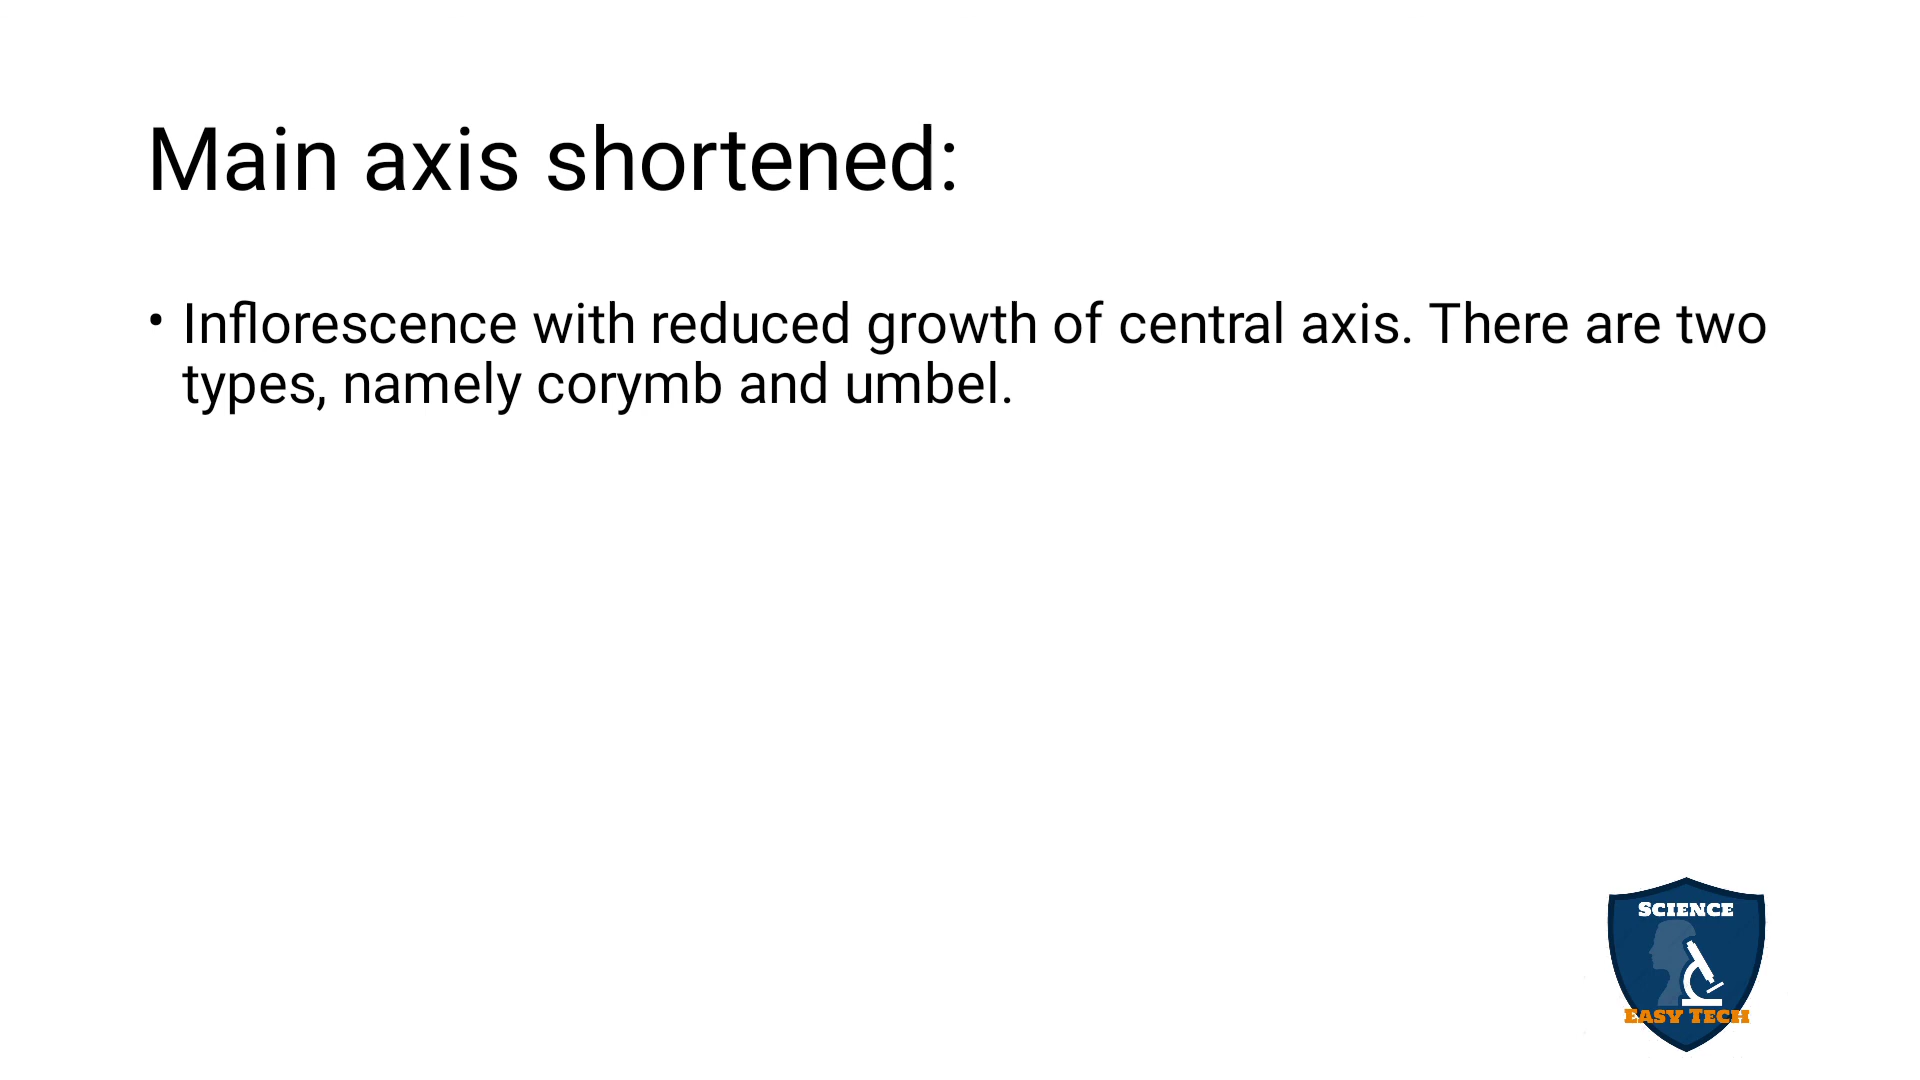 Main axis shortened:
• Inflorescence with reduced growth of central axis. There are two
types, namely corymb and umbel.
SCIENCE
EASY TECH